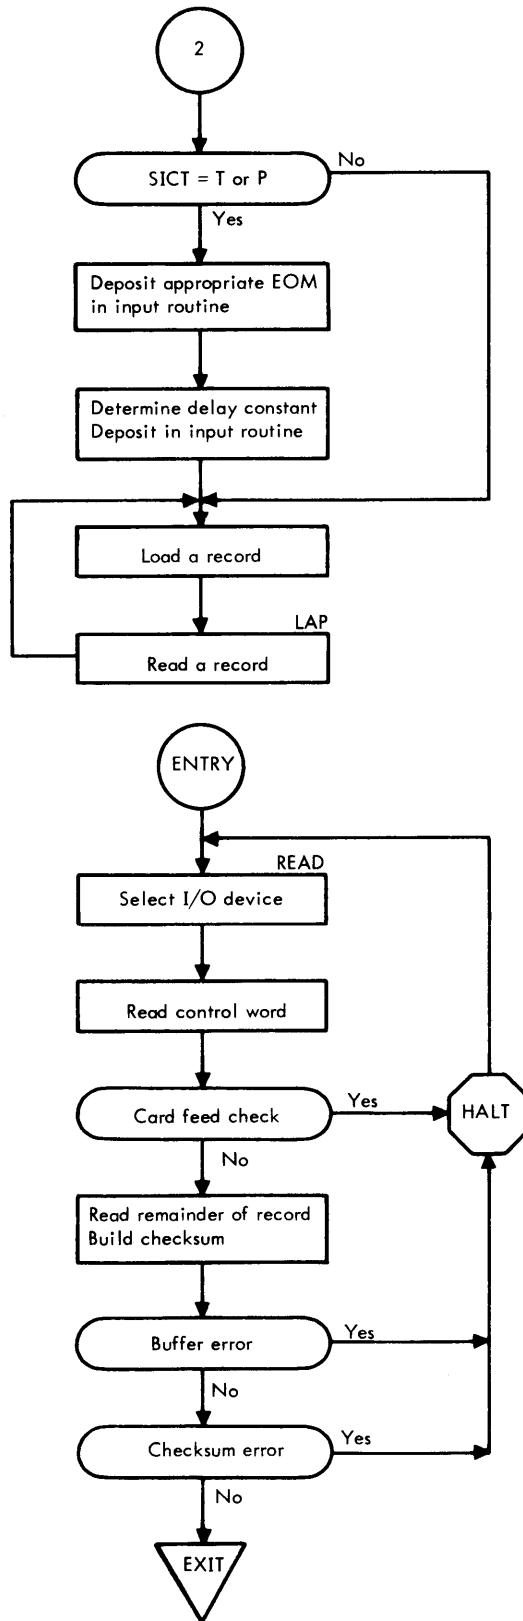 2
SICT = T or P
No
Yes
Deposit appropriate EOM
in input routine
Determine delay constant
Deposit in input routine
Load a record
LAP
Read a record
ENTRY
READ
Select I/O device
Read control word
Card feed check
Yes
HALT
No
Read remainder of record
Build checksum
Buffer error
Yes
No
Checksum error
Yes
No
EXIT